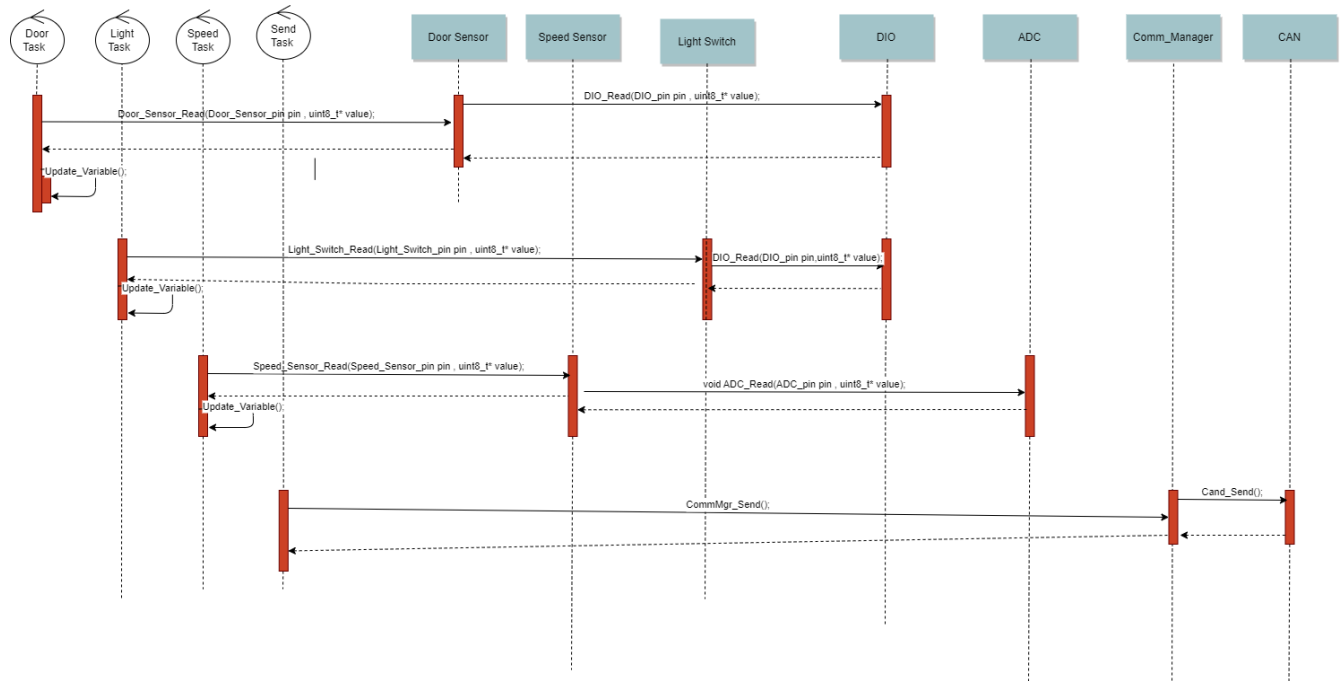 Door
Task
Light
Task
Speed
Task
Send
Task
Door Sensor
Speed Sensor
Light Switch
DIO
ADC
Comm_Manager
CAN
DIO_Read(DIO_pin pin , uint8_t* value);
Door_Sensor_Read(Door_Sensor_pin pin , uint8_t* value);
Update_Variable();
Light_Switch_Read(Light_Switch_pin pin , uint8_t* value);
DIO_Read(DIO_pin pin,uint8_t* value);
Update_Variable();
Speed_Sensor_Read(Speed_Sensor_pin pin , uint8_t* value);
void ADC_Read(ADC_pin pin , uint8_t* value);
Update_Variable();
Cand_Send();
CommMgr_Send();